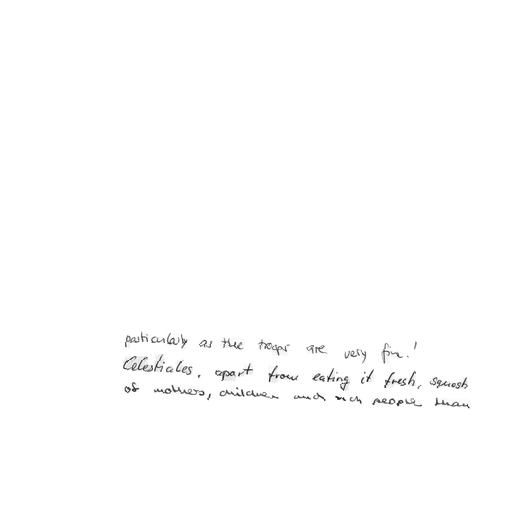 particularly as the troops are very fin.'
Celestiales, apart from eating it fresh, squash
of mothers, children and rich people than